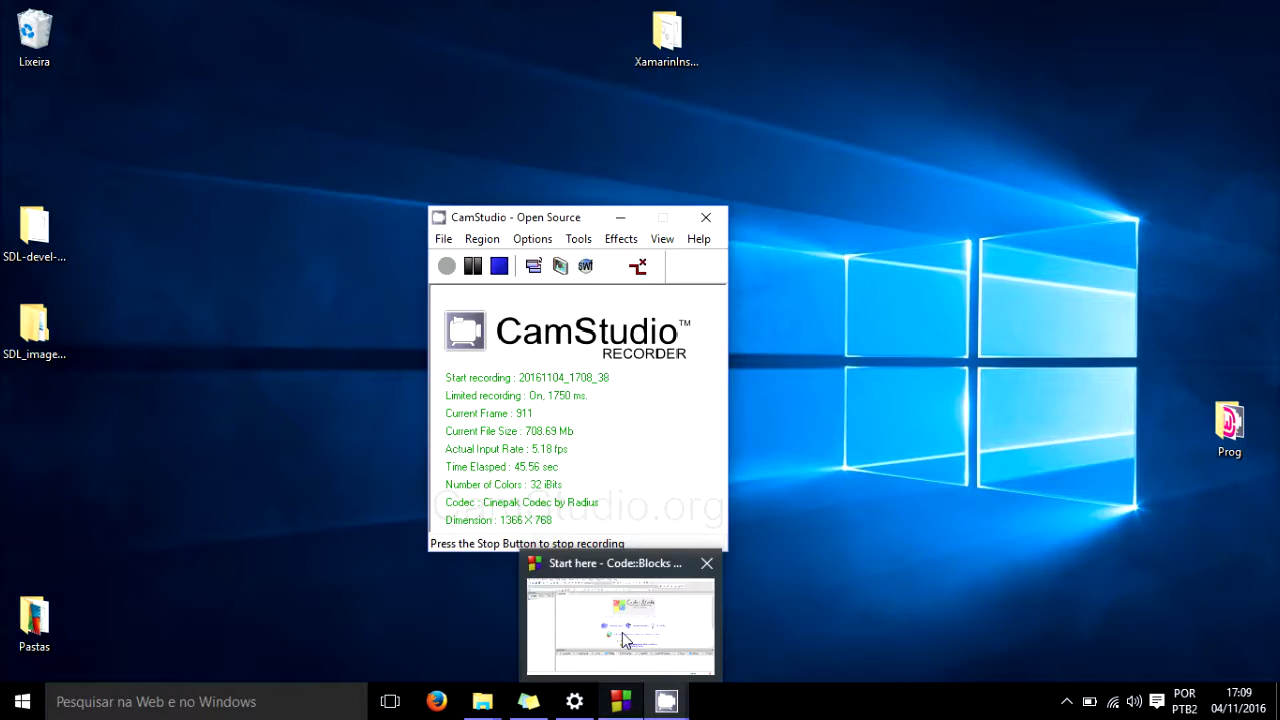 Lixeira
XamarinIns...
SDL-devel-...
SDL_image...
Prog
CamStudio - Open Source
File Region Options Tools Effects View Help
CamStudio™
RECORDER
Start recording : 20161104_1708_38
Limited recording : On, 1750 ms.
Current Frame : 911
Current File Size : 708.69 Mb
Actual Input Rate : 5.18 fps
Time Elasped : 45.56 sec
Number of Colors : 32 iBits
Codec : Cinepak Codec by Radius
Dimension : 1366 X 768
CamStudio.org
Press the Stop Button to stop recording
Start here - Code::Blocks ...
Pesquisar na Web e no Windows
POR
PTB2
17:09
04/11/2016